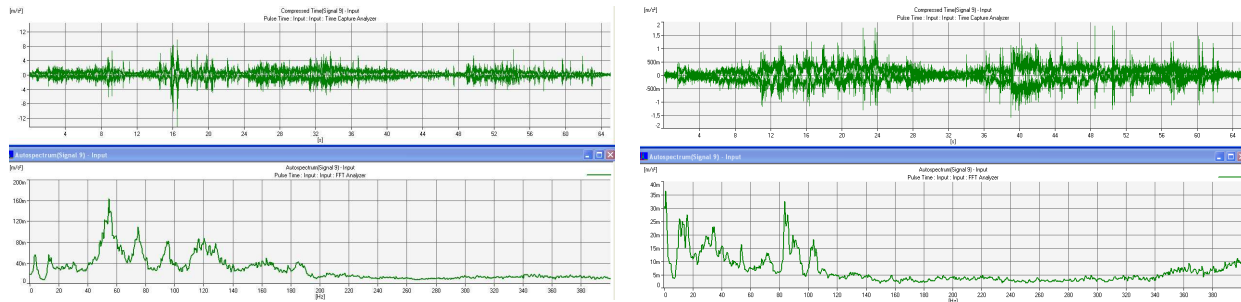 [m/s²]
Compressed Time(Signal 9) - Input
Pulse Time : Input : Input : Time Capture Analyzer
12
8
4
0
-4
-8
-12
4 8 12 16 20 24 28 32 36 40 44 48 52 56 60 64
[s]
Autospectrum(Signal 9) - Input
[m/s²]
Autospectrum(Signal 9) - Input
Pulse Time : Input : Input : FFT Analyzer
200m
160m
120m
80m
40m
0
0 20 40 60 80 100 120 140 160 180 200 220 240 260 280 300 320 340 360 380
[Hz]
[m/s²]
Compressed Time(Signal 9) - Input
Pulse Time : Input : Input : Time Capture Analyzer
2
1.5
1
500m
0
-500m
-1
-1.5
-2
4 8 12 16 20 24 28 32 36 40 44 48 52 56 60 64
[s]
Autospectrum(Signal 9) - Input
[m/s²]
Autospectrum(Signal 9) - Input
Pulse Time : Input : Input : FFT Analyzer
40m
35m
30m
25m
20m
15m
10m
5m
0
0 20 40 60 80 100 120 140 160 180 200 220 240 260 280 300 320 340 360 380
[Hz]